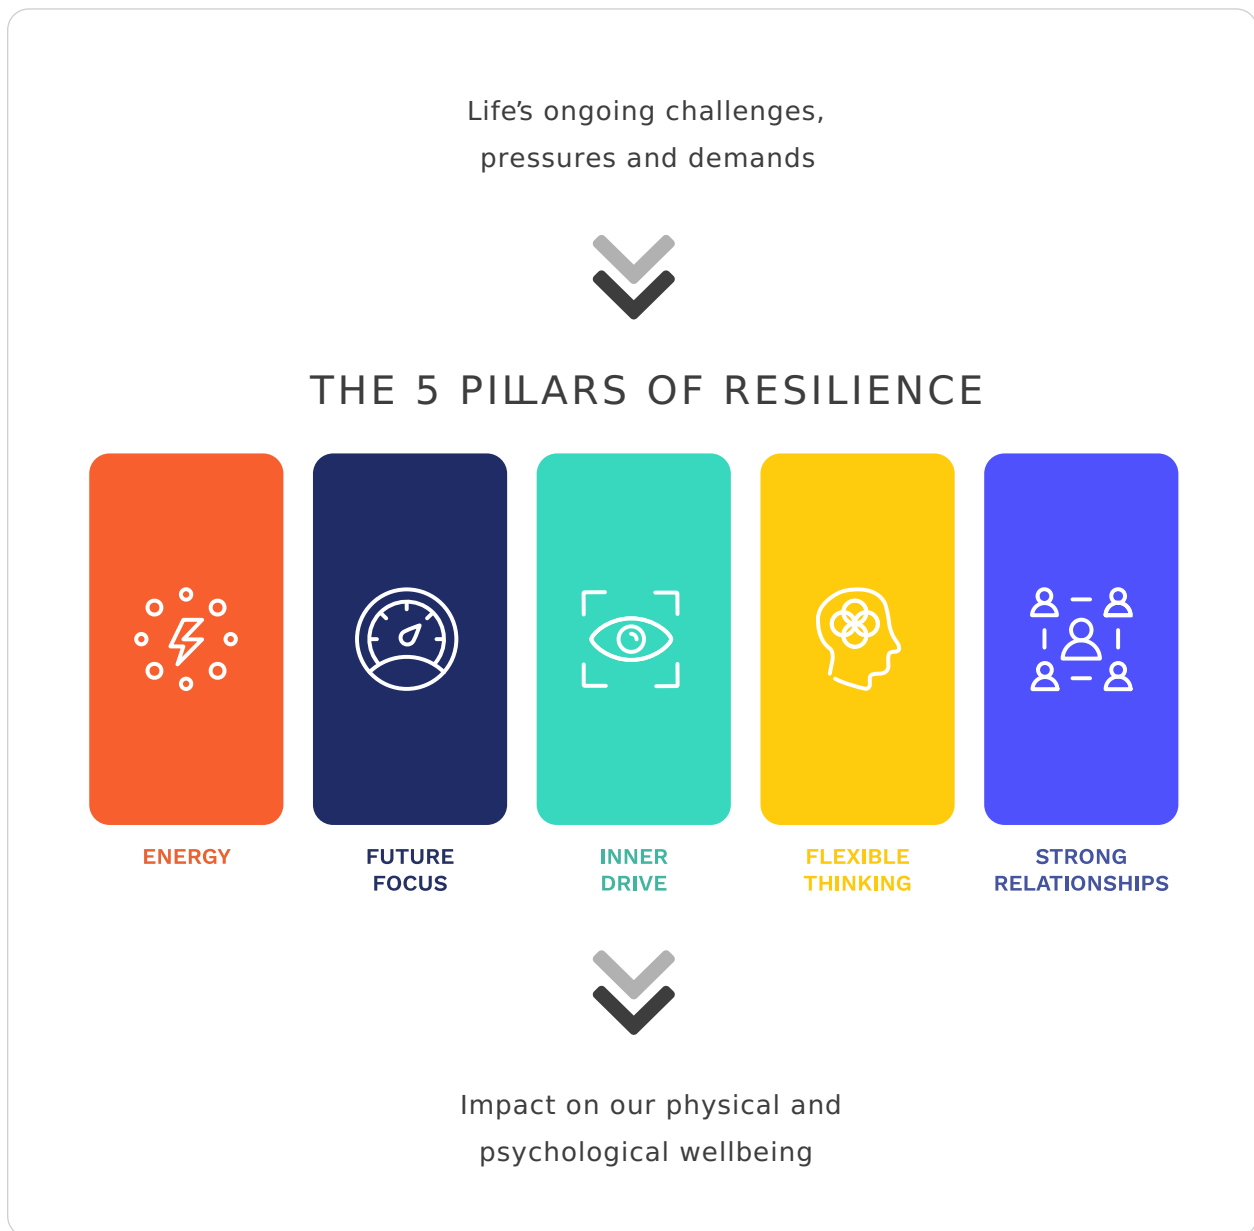 Life's ongoing challenges,
pressures and demands
THE 5 PILLARS OF RESILIENCE
ENERGY
FUTURE
FOCUS
INNER
DRIVE
FLEXIBLE
THINKING
STRONG
RELATIONSHIPS
Impact on our physical and
psychological wellbeing